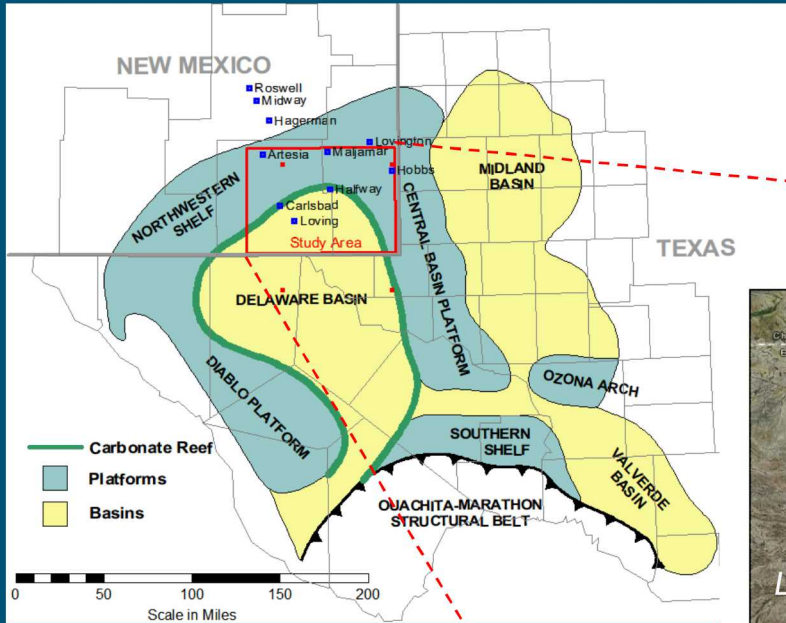 NEW MEXICO
Roswell
Midway
Hagerman
Lovington
Artesia
Maljamar
Hobbs
MIDLAND
BASIN
Halfway
NORTHWESTERN
SHELF
Carlsbad
Loving
Study Area
CENTRAL BASIN PLATFORM
TEXAS
DELAWARE BASIN
DIABLO PLATFORM
OZONA ARCH
Carbonate Reef
Platforms
Basins
SOUTHERN
SHELF
VALVERDE
BASIN
OUACHITA-MARATHON
STRUCTURAL BELT
0 50 100 150 200
Scale in Miles
L